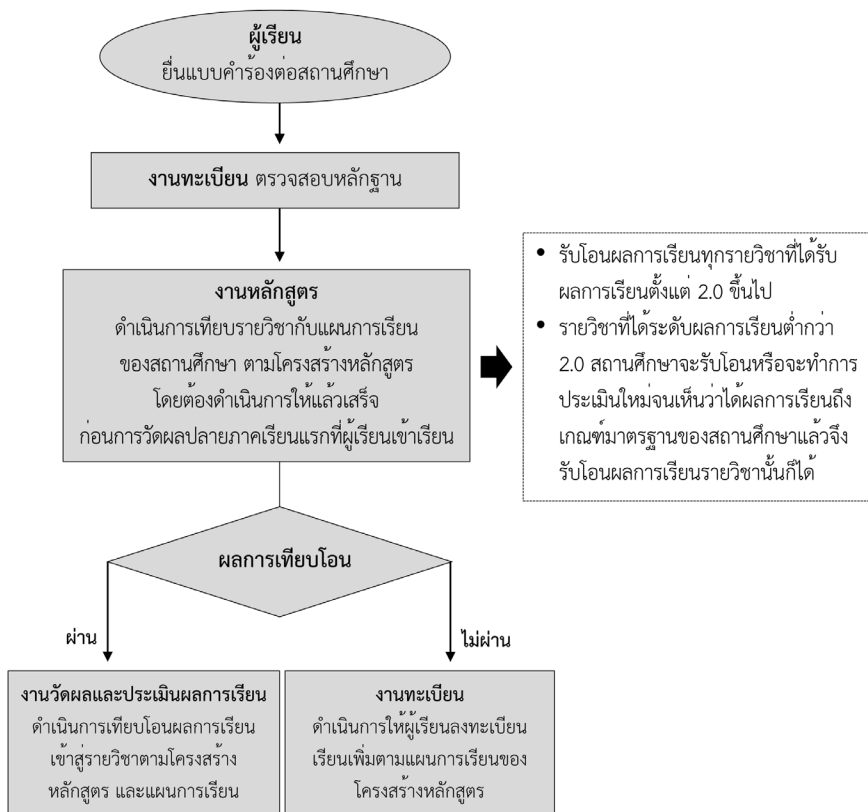 ผู้เรียน
ยื่นแบบคำร้องต่อสถานศึกษา
งานทะเบียน ตรวจสอบหลักฐาน
งานหลักสูตร
ดำเนินการเทียบรายวิชากับแผนการเรียน
ของสถานศึกษา ตามโครงสร้างหลักสูตร
โดยต้องดำเนินการให้แล้วเสร็จ
ก่อนการวัดผลปลายภาคเรียนแรกที่ผู้เรียนเข้าเรียน
• รับโอนผลการเรียนทุกรายวิชาที่ได้รับ
ผลการเรียนตั้งแต่ 2.0 ขึ้นไป
• รายวิชาที่ได้ระดับผลการเรียนต่ำกว่า
2.0 สถานศึกษาจะรับโอนหรือจะทำการ
ประเมินใหม่จนเห็นว่าได้ผลการเรียนถึง
เกณฑ์มาตรฐานของสถานศึกษาแล้วจึง
รับโอนผลการเรียนรายวิชานั้นก็ได้
ผลการเทียบโอน
ผ่าน
ไม่ผ่าน
งานวัดผลและประเมินผลการเรียน
ดำเนินการเทียบโอนผลการเรียน
เข้าสู่รายวิชาตามโครงสร้าง
หลักสูตร และแผนการเรียน
งานทะเบียน
ดำเนินการให้ผู้เรียนลงทะเบียน
เรียนเพิ่มตามแผนการเรียนของ
โครงสร้างหลักสูตร